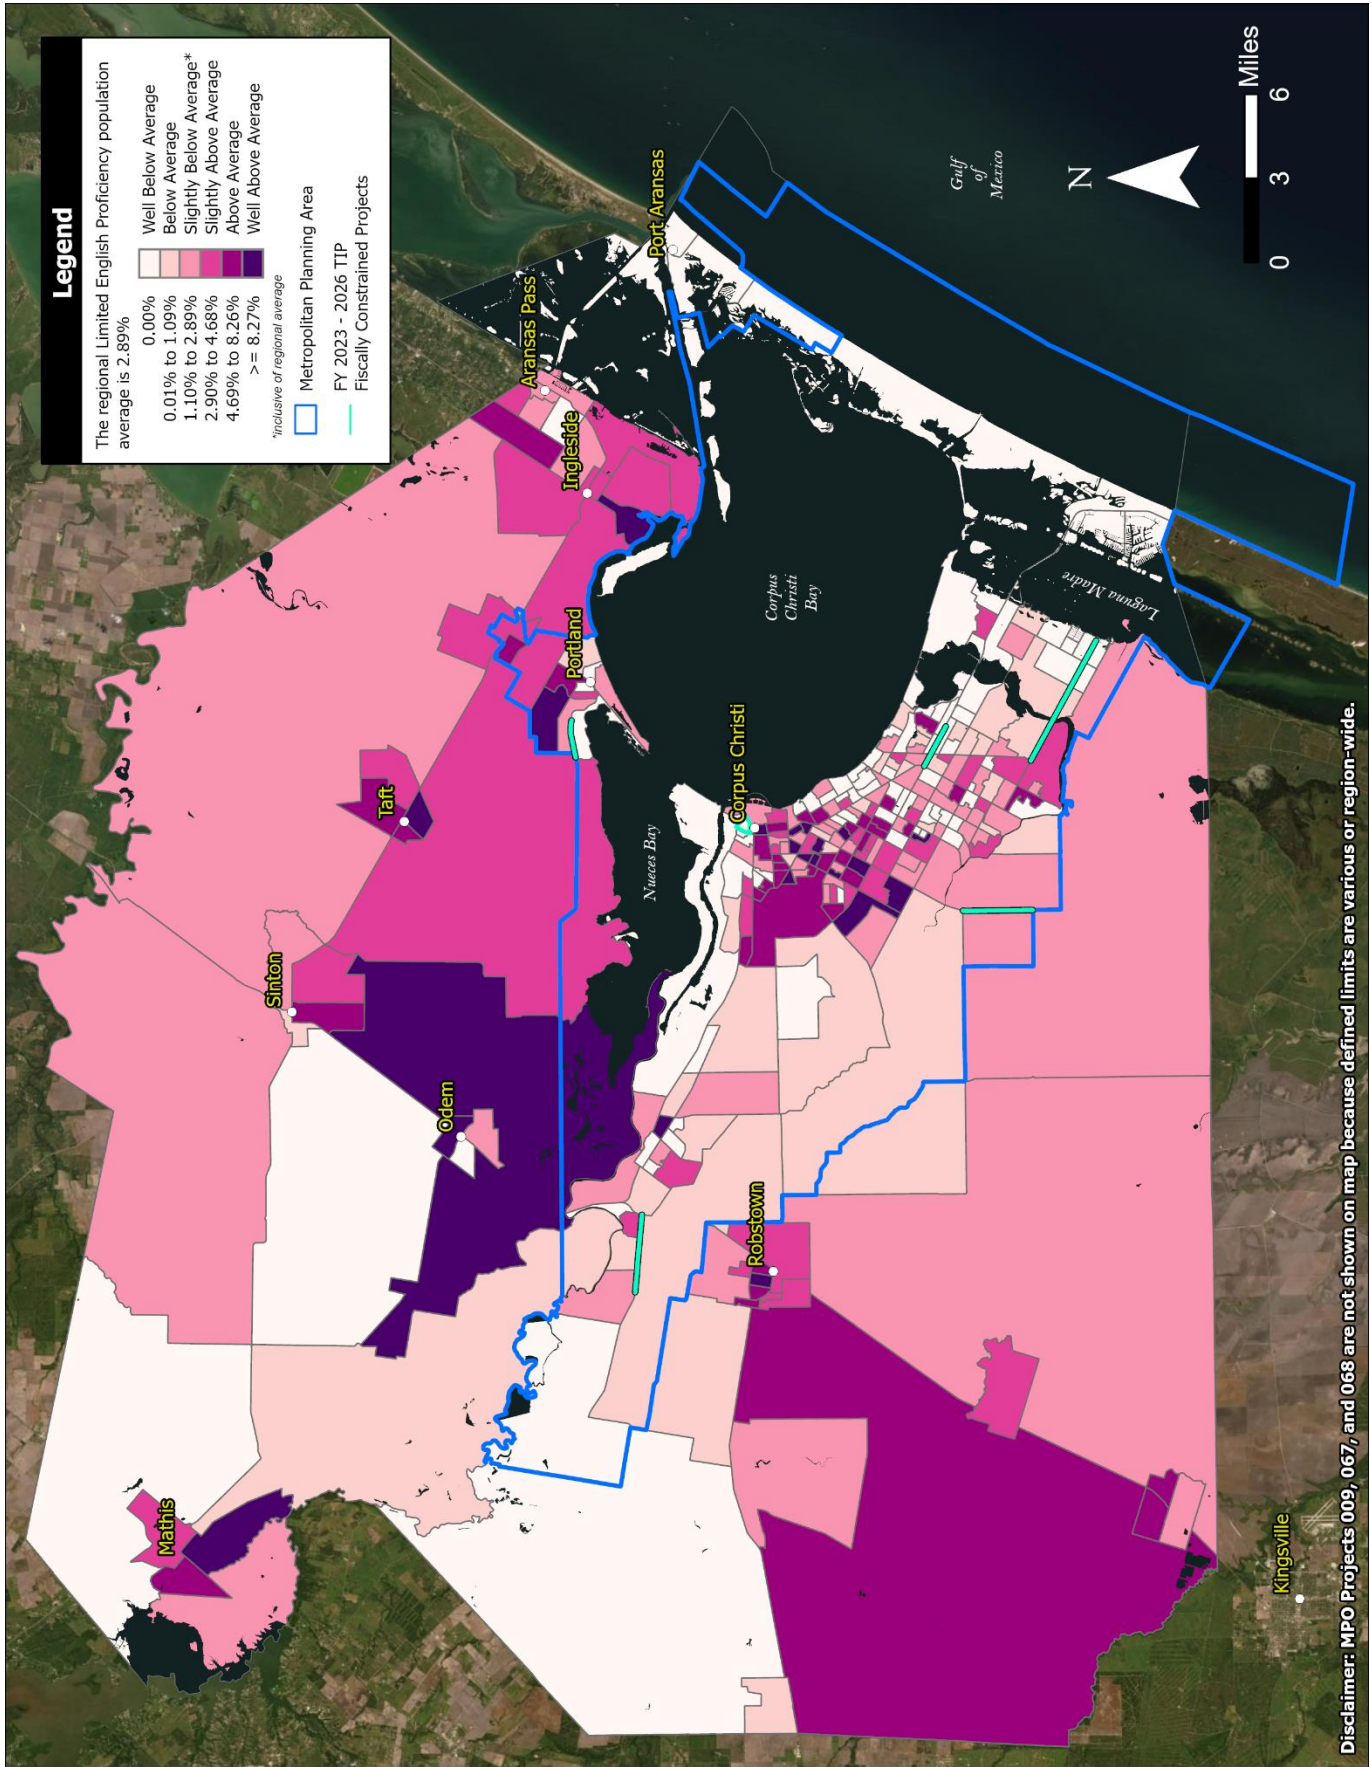 Legend
The regional Limited English Proficiency population
average is 2.89%
0.00% Well Below Average
0.01% to 1.09% Below Average
1.10% to 2.89% Slightly Below Average*
2.90% to 4.68% Slightly Above Average
4.69% to 8.26% Above Average
>= 8.27% Well Above Average
*inclusive of regional average
Metropolitan Planning Area
FY 2023 - 2026 TIP
Fiscally Constrained Projects
Mathis
Sinton
Taft
Odem
Aransas Pass
Ingleside
Portland
Port Aransas
Nueces Bay
Corpus Christi
Corpus
Christi
Bay
Robstown
Gulf
of
Mexico
Laguna Madre
Kingsville
N
0 3 6 Miles
Disclaimer: MPO Projects 009, 067, and 068 are not shown on map because defined limits are various or region-wide.